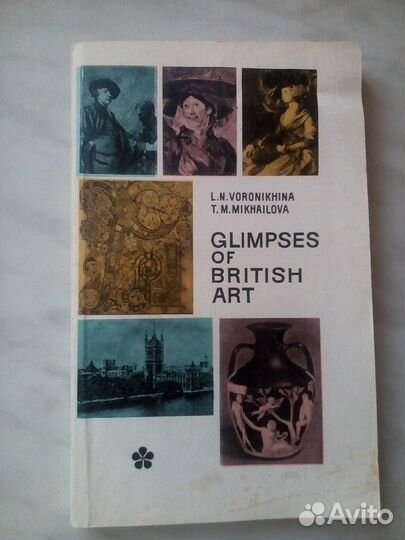 L.N.VORONIKHINA
T.M.MIKHAILOVA
GLIMPSES
OF
BRITISH
ART
Avito